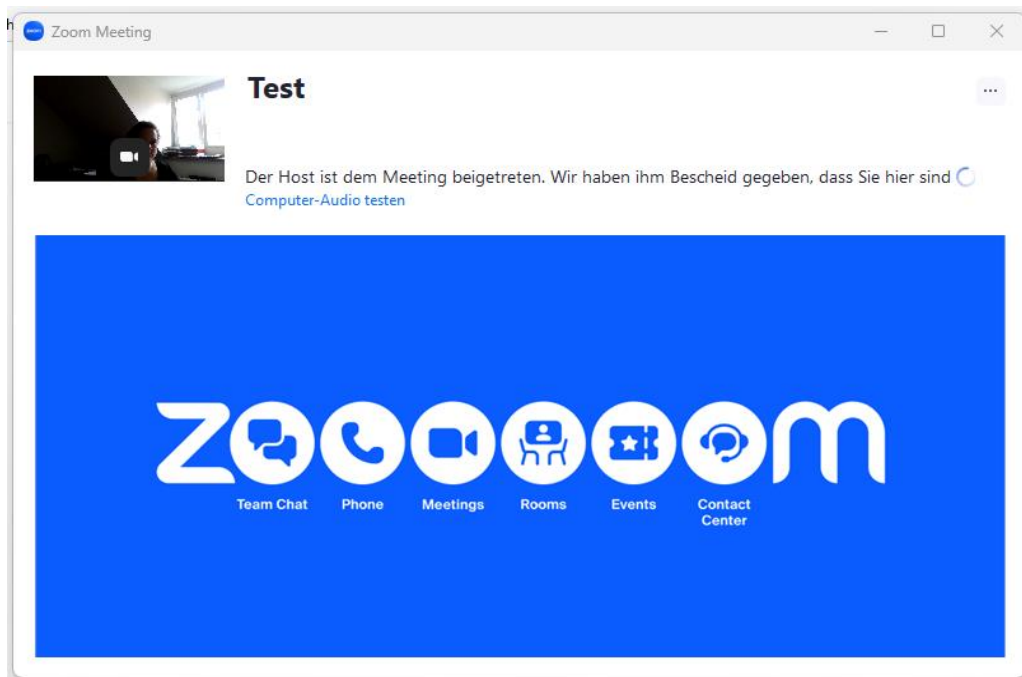 h
zoom Zoom Meeting
Test
...
Der Host ist dem Meeting beigetreten. Wir haben ihm Bescheid gegeben, dass Sie hier sind
Computer-Audio testen
ZOOOOOOm
Team Chat Phone Meetings Rooms Events Contact
Center